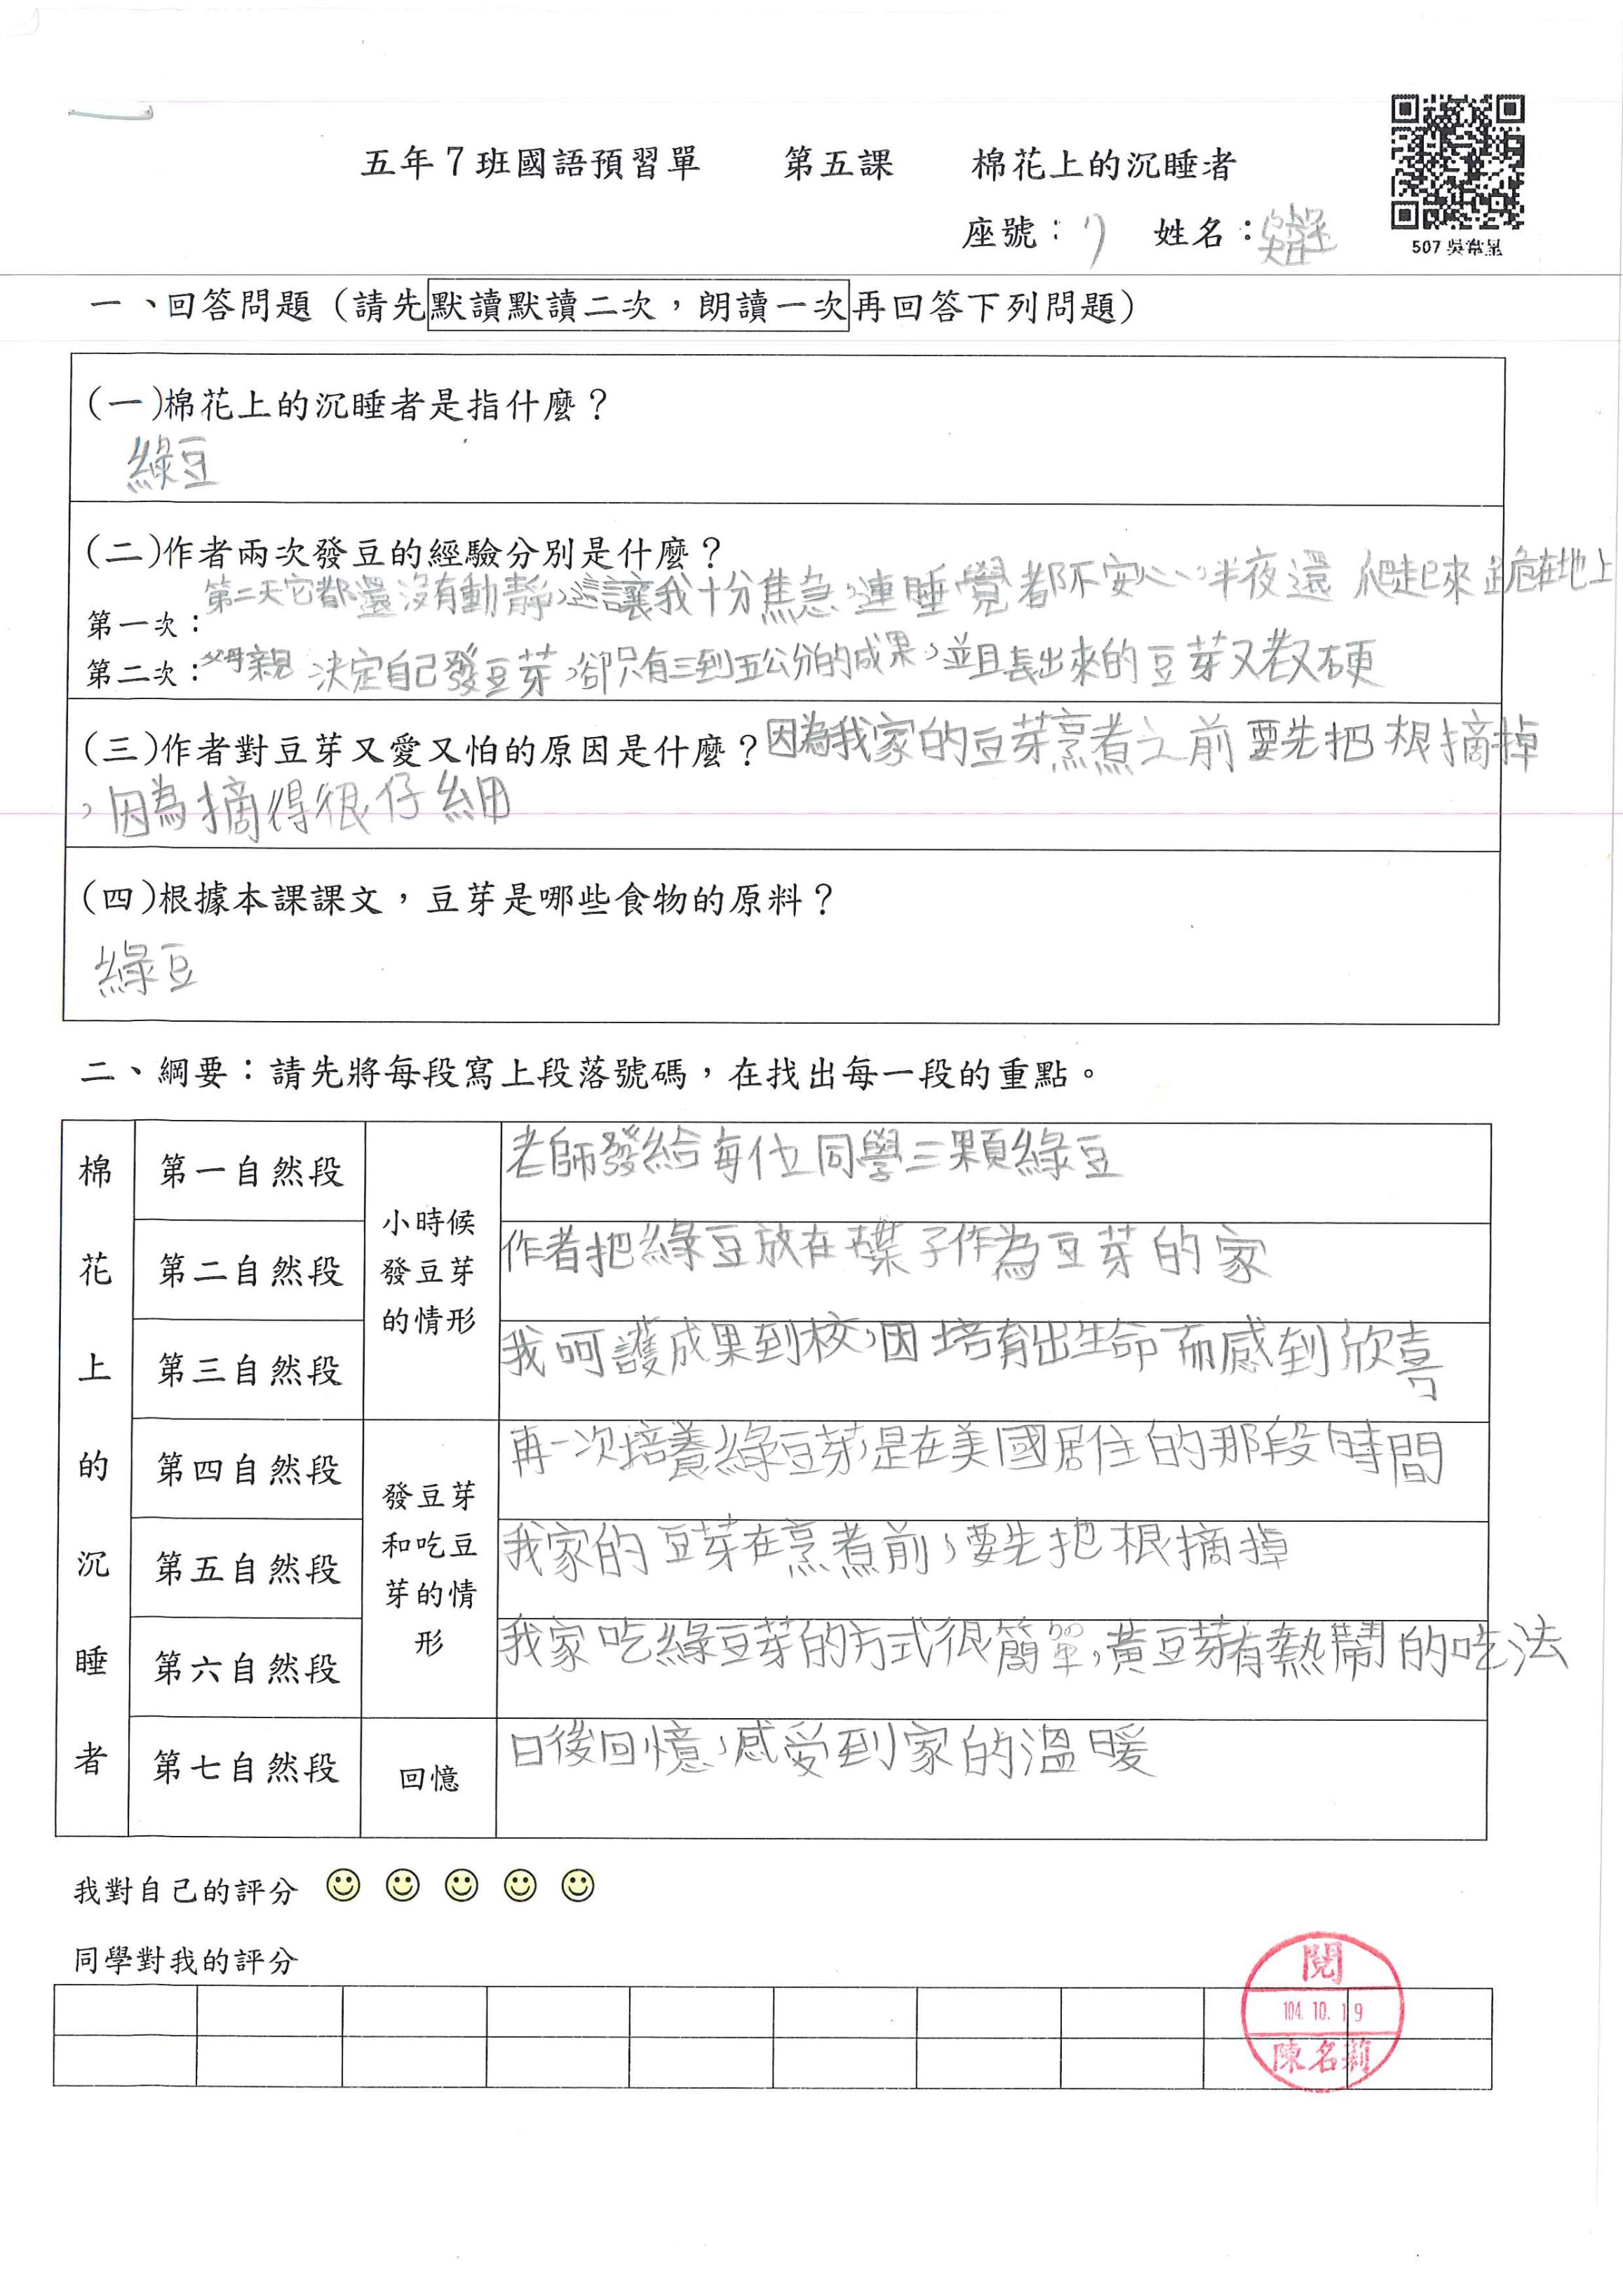 五年7班國語預習單 第五課 棉花上的沉睡者
座號：7 姓名：
507 吳常呈
一、回答問題（請先默讀默讀二次，朗讀一次再回答下列問題）
(一)棉花上的沉睡者是指什麼？
綠豆
(二)作者兩次發豆的經驗分別是什麼？
第一次：第二天它都還沒有動靜，這讓我十分焦急，連睡覺都不安心，半夜還爬起來跪在地上
第二次：父母親決定自己發豆芽，卻只有三到五公分的成果，並且長出來的豆芽又老又硬
(三)作者對豆芽又愛又怕的原因是什麼？因為我家的豆芽烹煮之前要先把根摘掉
，因為摘得很仔細
(四)根據本課課文，豆芽是哪些食物的原料？
綠豆
二、綱要：請先將每段寫上段落號碼，在找出每一段的重點。
棉花上的沉睡者
小時候發豆芽的情形
第一自然段 老師發給每位同學三顆綠豆
第二自然段 作者把綠豆放在碟子作為豆芽的家
第三自然段 我呵護成果到校，因培育出生命而感到欣喜
發豆芽和吃豆芽的情形
第四自然段 再一次培養綠豆芽，是在美國居住的那段時間
第五自然段 我家的豆芽在烹煮前，要先把根摘掉
第六自然段 我家吃綠豆芽的方式很簡單，黃豆芽有熱鬧的吃法
第七自然段 回憶 日後回憶，感受到家的溫暖
我對自己的評分
同學對我的評分
閱
104. 10. 19
陳名莉